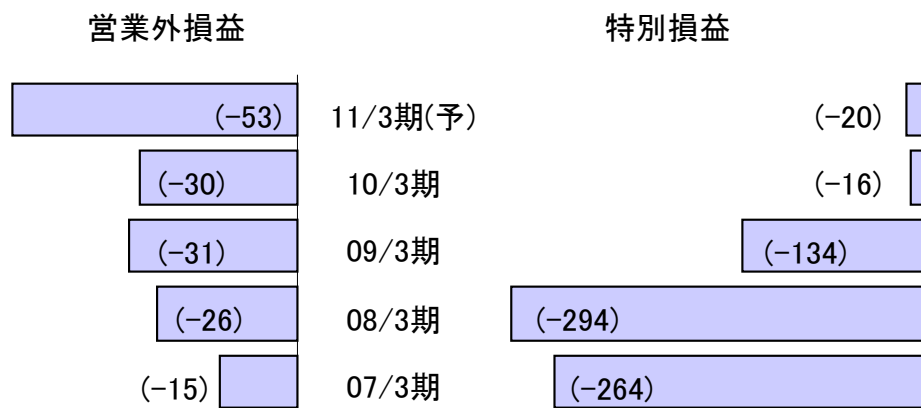 営業外損益 特別損益
(-53) 11/3期(予) (-20)
(-30) 10/3期 (-16)
(-31) 09/3期 (-134)
(-26) 08/3期 (-294)
(-15) 07/3期 (-264)